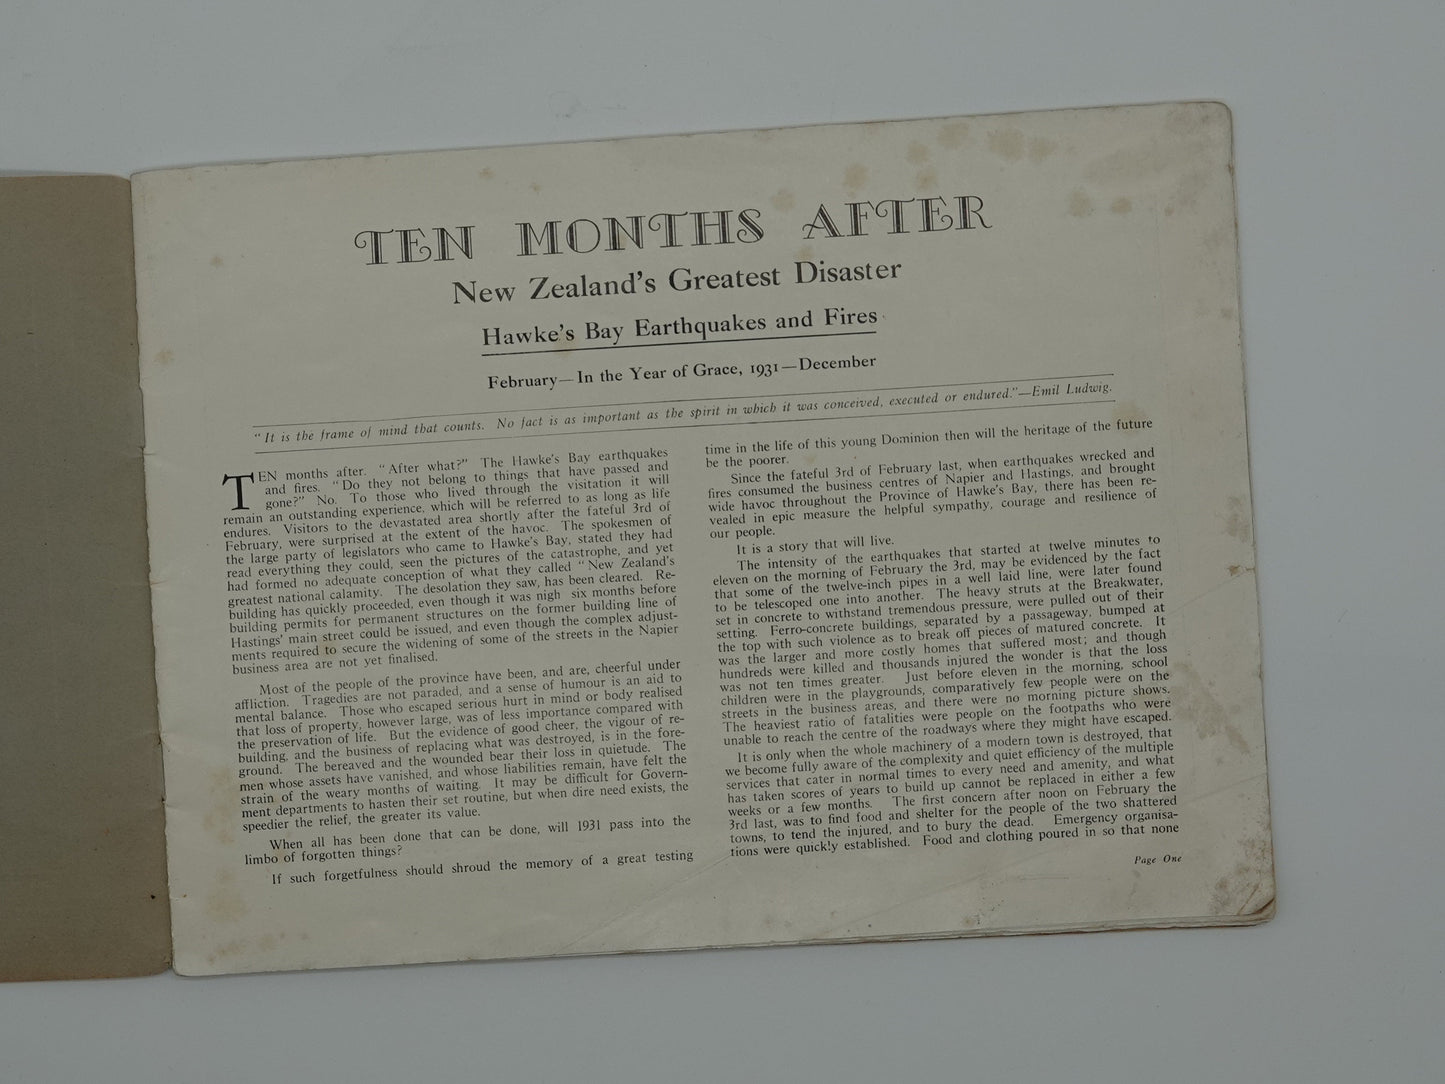 TEN MONTHS AFTER
New Zealand's Greatest Disaster
Hawke's Bay Earthquakes and Fires
February—In the Year of Grace, 1931—December
"It is the frame of mind that counts. No fact is as important as the spirit in which it was conceived, executed or endured."—Emil Ludwig.
TEN months after. "After what?" The Hawke's Bay earthquakes
and fires. "Do they not belong to things that have passed and
gone?" No. To those who lived through the visitation it will
remain an outstanding experience, which will be referred to as long as life
endures. Visitors to the devastated area shortly after the fateful 3rd of
February, were surprised at the extent of the havoc. The spokesmen of
the large party of legislators who came to Hawke's Bay, stated they had
read everything they could, seen the pictures of the catastrophe, and yet
had formed no adequate conception of what they called "New Zealand's
greatest national calamity. The desolation they saw, has been cleared. Re-
building has quickly proceeded, even though it was nigh six months before
building permits for permanent structures on the former building line of
Hastings' main street could be issued, and even though the complex adjust-
ments required to secure the widening of some of the streets in the Napier
business area are not yet finalised.
Most of the people of the province have been, and are, cheerful under
affliction. Tragedies are not paraded, and a sense of humour is an aid to
mental balance. Those who escaped serious hurt in mind or body realised
that loss of property, however large, was of less importance compared with
the preservation of life. But the evidence of good cheer, the vigour of re-
building, and the business of replacing what was destroyed, is in the fore-
ground. The bereaved and the wounded bear their loss in quietude. The
men whose assets have vanished, and whose liabilities remain, have felt the
strain of the weary months of waiting. It may be difficult for Govern-
ment departments to hasten their set routine, but when dire need exists, the
speedier the relief, the greater its value.
When all has been done that can be done, will 1931 pass into the
limbo of forgotten things?
If such forgetfulness should shroud the memory of a great testing
time in the life of this young Dominion then will the heritage of the future
be the poorer.
Since the fateful 3rd of February last, when earthquakes wrecked and
fires consumed the business centres of Napier and Hastings, and brought
wide havoc throughout the Province of Hawke's Bay, there has been re-
vealed in epic measure the helpful sympathy, courage and resilience of
our people.
It is a story that will live.
The intensity of the earthquakes that started at twelve minutes to
eleven on the morning of February the 3rd, may be evidenced by the fact
that some of the twelve-inch pipes in a well laid line, were later found
to be telescoped one into another. The heavy struts at the Breakwater,
set in concrete to withstand tremendous pressure, were pulled out of their
setting. Ferro-concrete buildings, separated by a passageway, bumped at
the top with such violence as to break off pieces of matured concrete. It
was the larger and more costly homes that suffered most; and though
hundreds were killed and thousands injured the wonder is that the loss
was not ten times greater. Just before eleven in the morning, school
children were in the playgrounds, comparatively few people were on the
streets in the business areas, and there were no morning picture shows.
The heaviest ratio of fatalities were people on the footpaths who were
unable to reach the centre of the roadways where they might have escaped.
It is only when the whole machinery of a modern town is destroyed, that
we become fully aware of the complexity and quiet efficiency of the multiple
services that cater in normal times to every need and amenity, and what
has taken scores of years to build up cannot be replaced in either a few
weeks or a few months. The first concern after noon on February the
3rd last, was to find food and shelter for the people of the two shattered
towns, to tend the injured, and to bury the dead. Emergency organisa-
tions were quickly established. Food and clothing poured in so that none
Page One